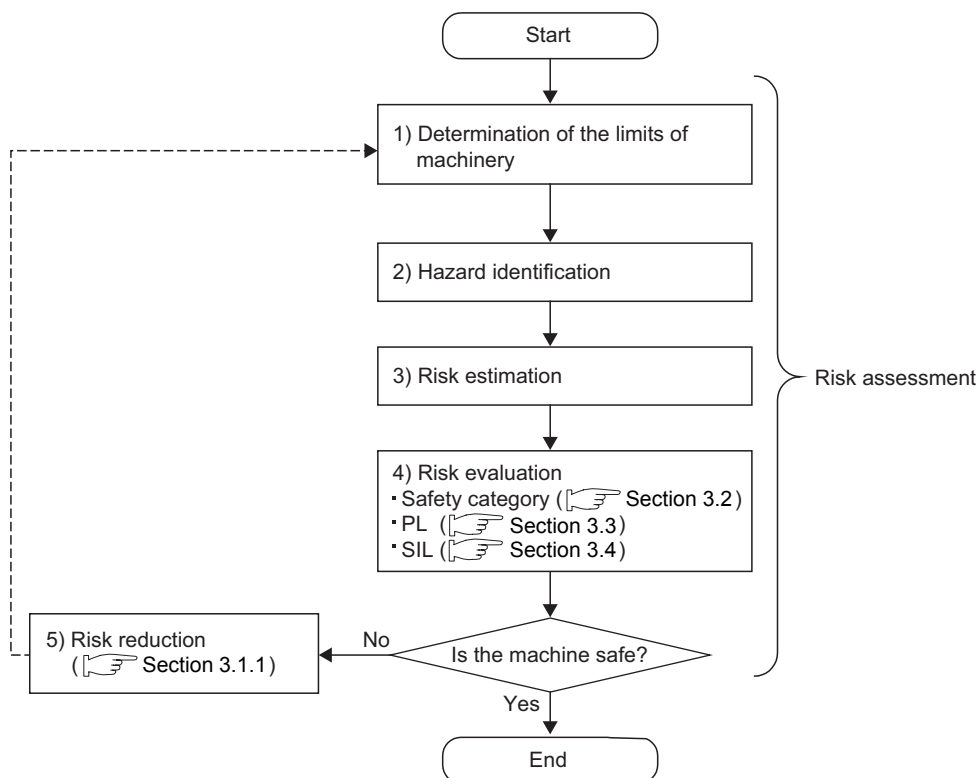 Start
1) Determination of the limits of
machinery
2) Hazard identification
3) Risk estimation
Risk assessment
4) Risk evaluation
・Safety category ( Section 3.2)
・PL ( Section 3.3)
・SIL ( Section 3.4)
Is the machine safe?
No
5) Risk reduction
( Section 3.1.1)
Yes
End